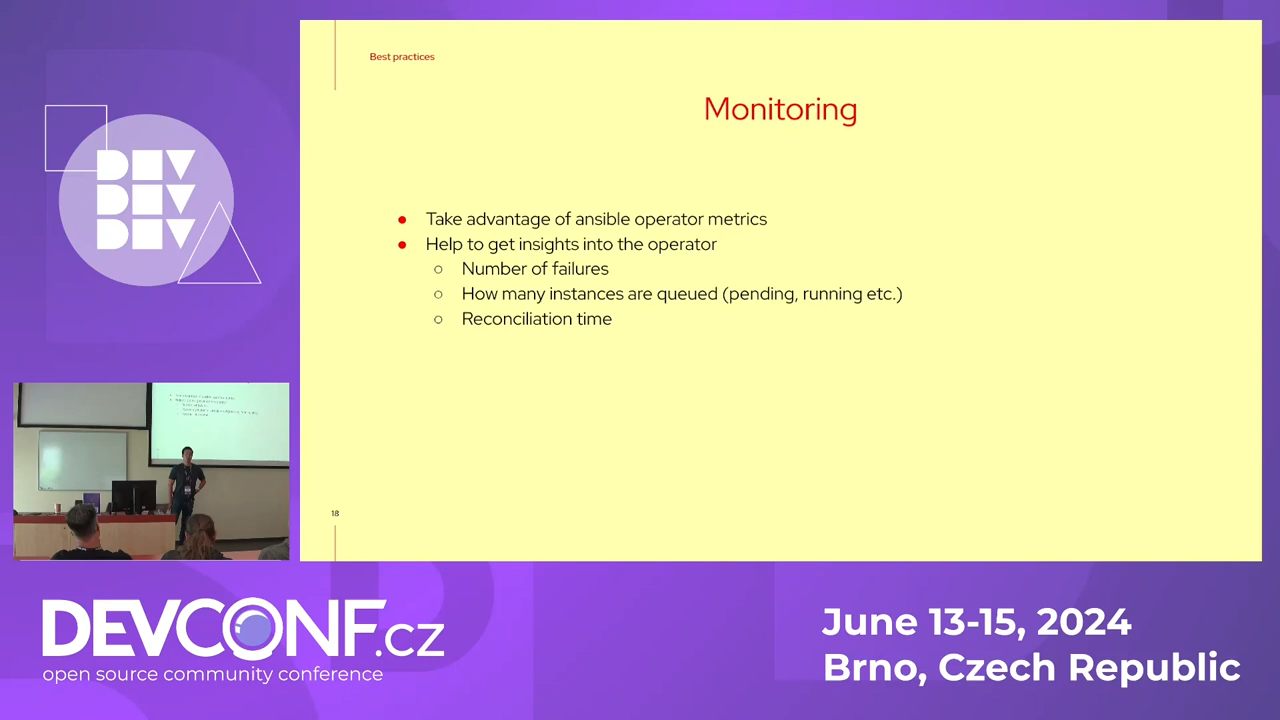 Best practices
Monitoring
● Take advantage of ansible operator metrics
● Help to get insights into the operator
○ Number of failures
○ How many instances are queued (pending, running etc.)
○ Reconciliation time
18
DEV
DEV
DEV
DEVCONF.cz
open source community conference
June 13-15, 2024
Brno, Czech Republic